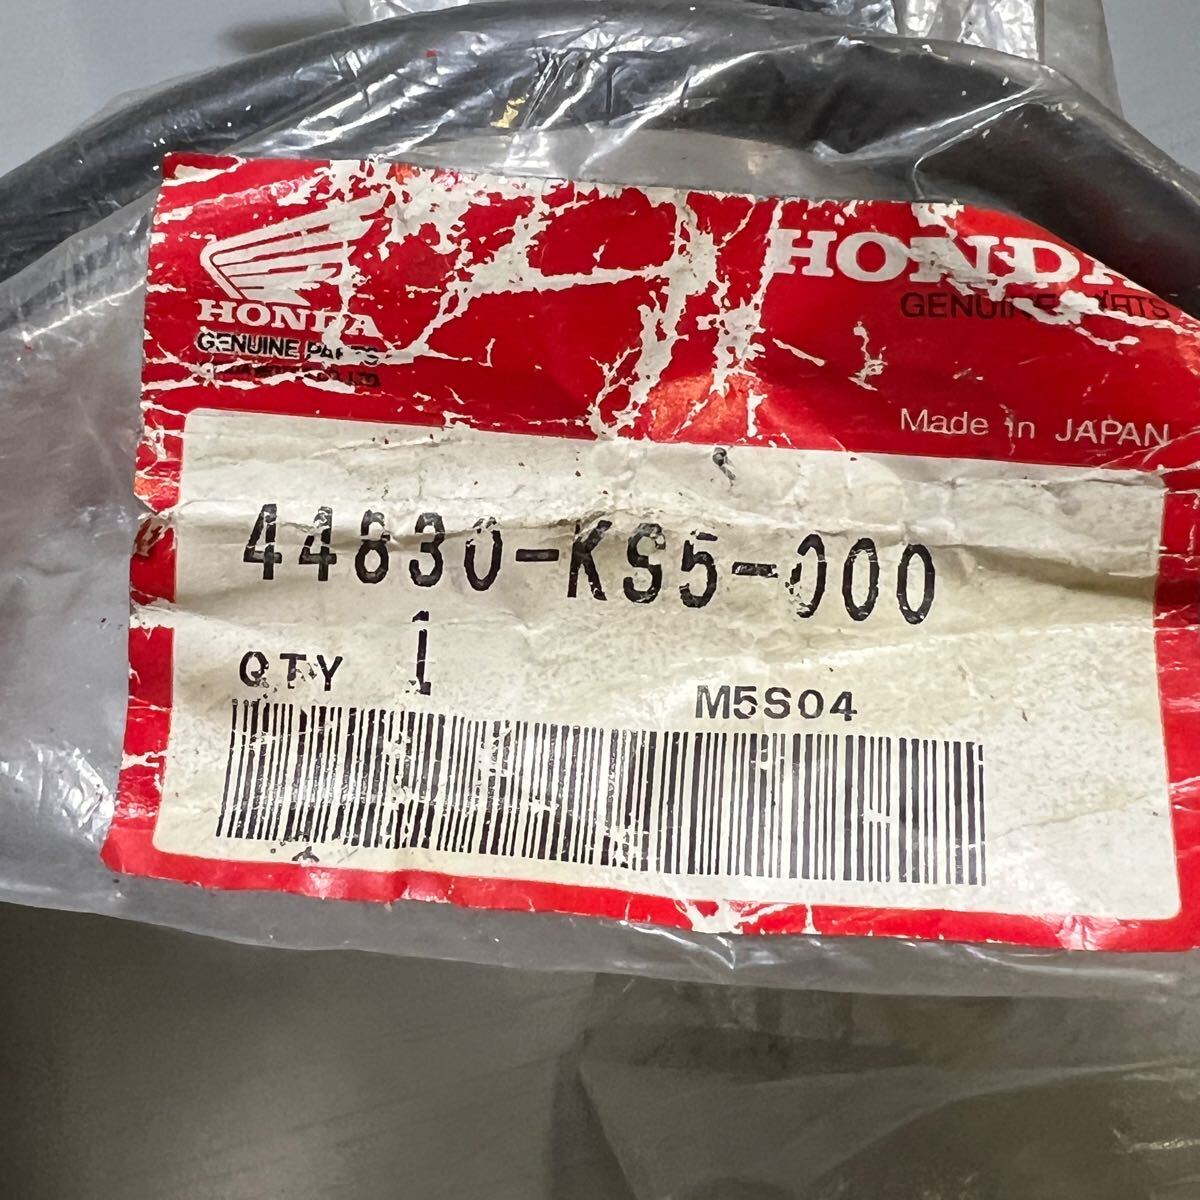 HONDA
GENUINE PARTS
HONDA
GENUINE PARTS
Made in JAPAN
44830-KS5-000
QTY 1
M5S04